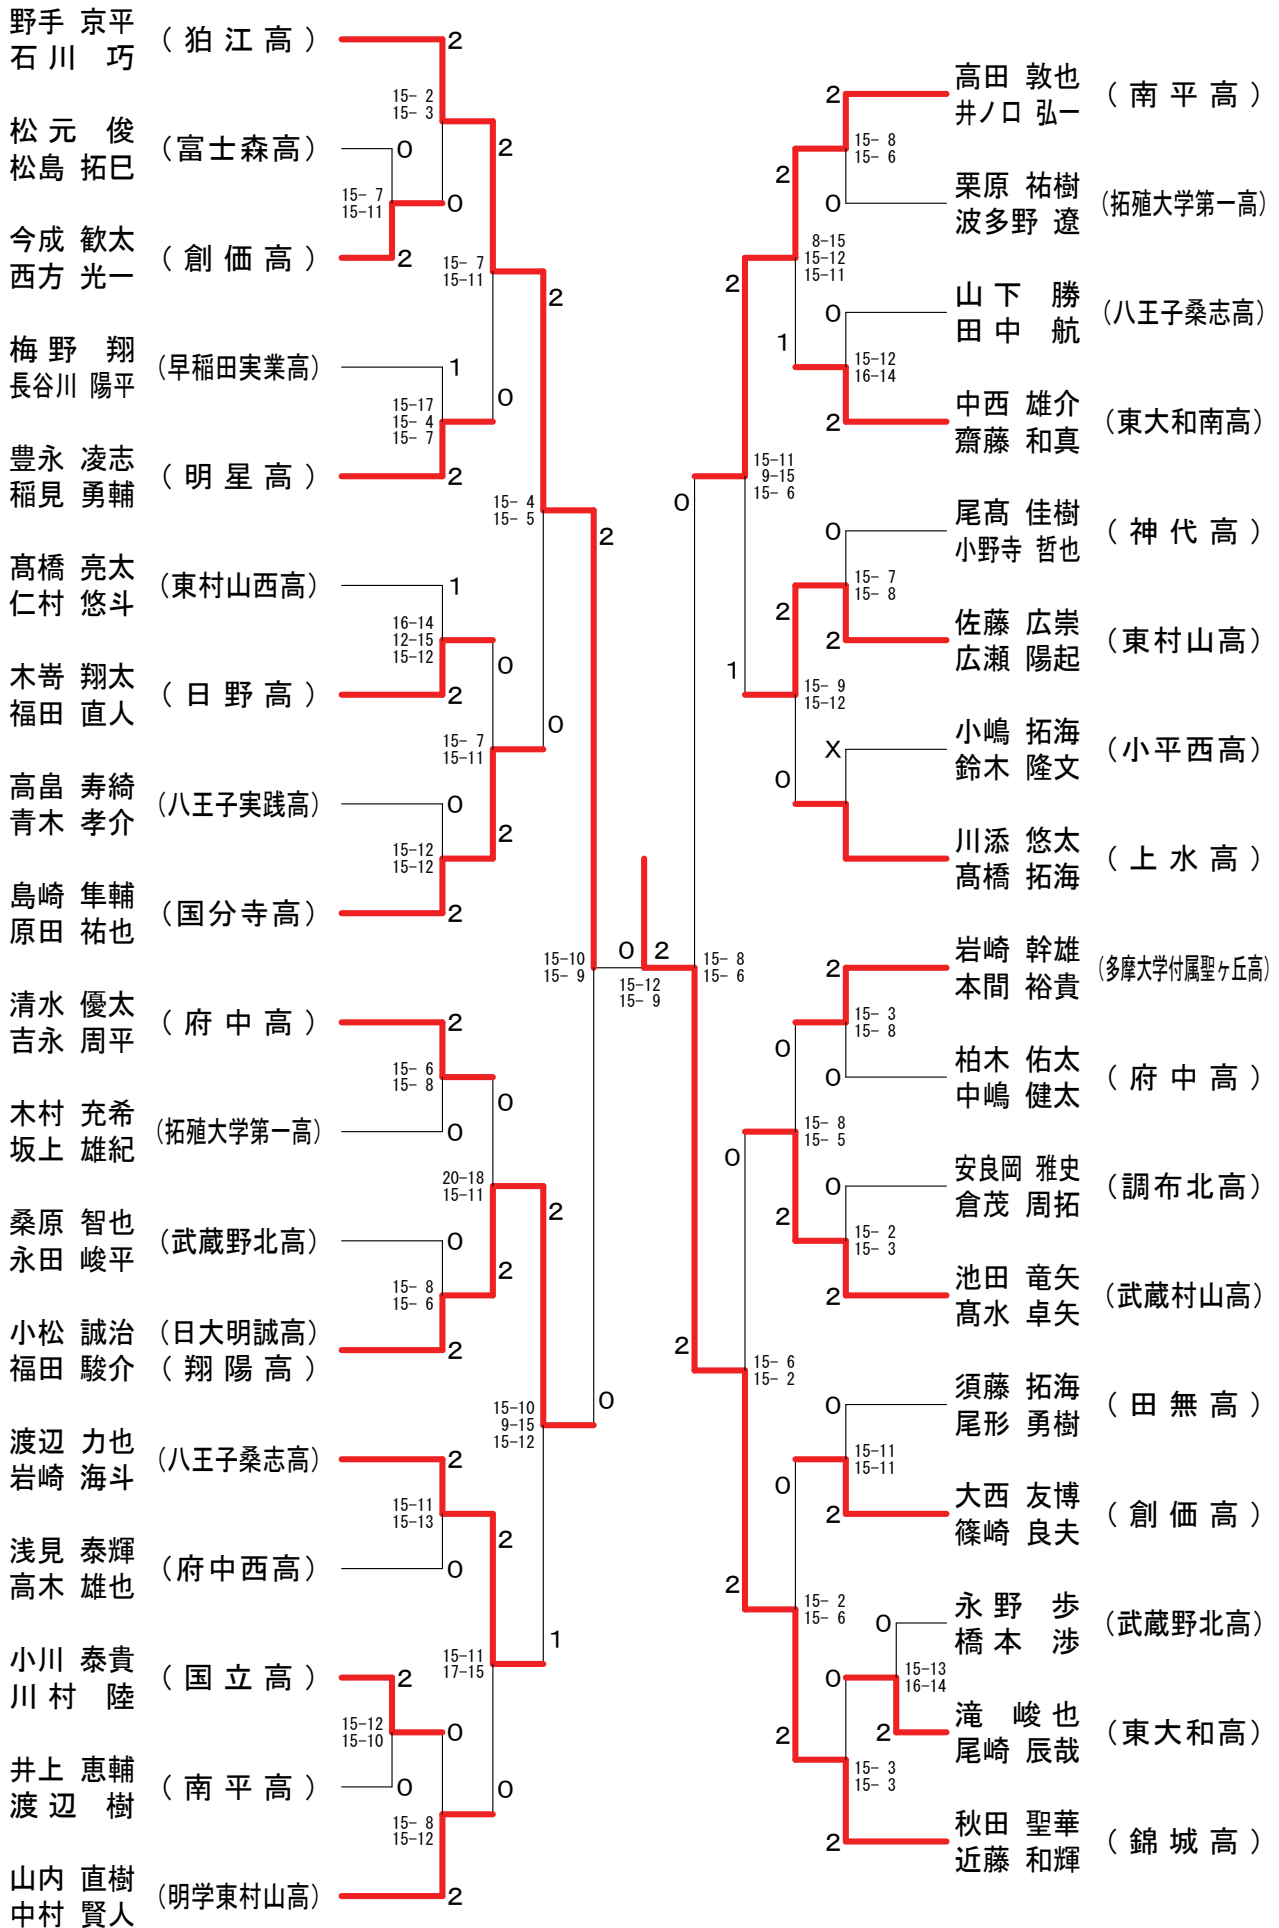 野手 京平
石川 巧
(狛江高)
2
15- 2
15- 3
松元 俊
松島 拓巳
(富士森高)
0
2
15- 7
15-11
0
今成 歓太
西方 光一
(創価高)
2
15- 7
15-11
2
梅野 翔
長谷川 陽平
(早稲田実業高)
1
15-17
15- 4
15- 7
0
豊永 凌志
稲見 勇輔
(明星高)
2
15- 4
15- 5
2
髙橋 亮太
仁村 悠斗
(東村山西高)
1
16-14
12-15
15-12
0
木嵜 翔太
福田 直人
(日野高)
2
15- 7
15-11
0
高畠 寿綺
青木 孝介
(八王子実践高)
0
2
15-12
15-12
島崎 隼輔
原田 祐也
(国分寺高)
2
15-10
15- 9
0
2
15-12
15- 9
清水 優太
吉永 周平
(府中高)
2
15- 6
15- 8
0
木村 充希
坂上 雄紀
(拓殖大学第一高)
0
20-18
15-11
2
桑原 智也
永田 峻平
(武蔵野北高)
0
2
15- 8
15- 6
小松 誠治
福田 駿介
(日大明誠高)
(翔陽高)
2
15-10
9-15
15-12
0
渡辺 力也
岩崎 海斗
(八王子桑志高)
2
15-11
15-13
2
浅見 泰輝
高木 雄也
(府中西高)
0
15-11
17-15
1
小川 泰貴
川村 陸
(国立高)
2
15-12
15-10
0
井上 恵輔
渡辺 樹
(南平高)
0
0
15- 8
15-12
山内 直樹
中村 賢人
(明学東村山高)
2
2
高田 敦也
井ノ口 弘一
(南平高)
15- 8
15- 6
2
0
栗原 祐樹
波多野 遼
(拓殖大学第一高)
8-15
15-12
15-11
2
0
山下 勝
田中 航
(八王子桑志高)
1
15-12
16-14
2
中西 雄介
齋藤 和真
(東大和南高)
15-11
9-15
15- 6
0
0
尾髙 佳樹
小野寺 哲也
(神代高)
15- 7
15- 8
2
2
佐藤 広崇
広瀬 陽起
(東村山高)
1
15- 9
15-12
X
小嶋 拓海
鈴木 隆文
(小平西高)
0
川添 悠太
髙橋 拓海
(上水高)
15- 8
15- 6
2
岩崎 幹雄
本間 裕貴
(多摩大学付属聖ヶ丘高)
15- 3
15- 8
0
0
柏木 佑太
中嶋 健太
(府中高)
15- 8
15- 5
0
0
安良岡 雅史
倉茂 周拓
(調布北高)
2
15- 2
15- 3
2
池田 竜矢
髙水 卓矢
(武蔵村山高)
2
15- 6
15- 2
0
須藤 拓海
尾形 勇樹
(田無高)
15-11
15-11
0
2
大西 友博
篠崎 良夫
(創価高)
2
15- 2
15- 6
0
永野 歩
橋本 渉
(武蔵野北高)
0
15-13
16-14
2
滝 峻也
尾崎 辰哉
(東大和高)
2
15- 3
15- 3
2
秋田 聖華
近藤 和輝
(錦城高)